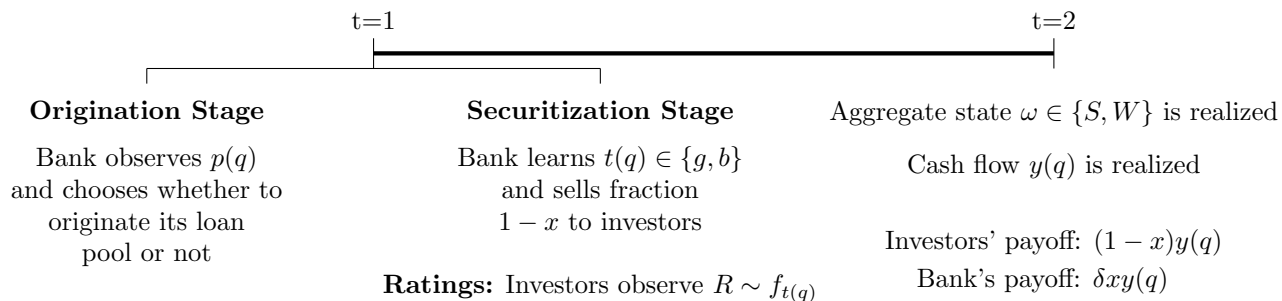 t=1
t=2
Origination Stage
Bank observes p(q)
and chooses whether to
originate its loan
pool or not
Securitization Stage
Bank learns t(q) ∈ {g, b}
and sells fraction
1 − x to investors
Ratings: Investors observe R ∼ f_{t(q)}
Aggregate state ω ∈ {S, W} is realized
Cash flow y(q) is realized
Investors' payoff: (1 − x)y(q)
Bank's payoff: δxy(q)